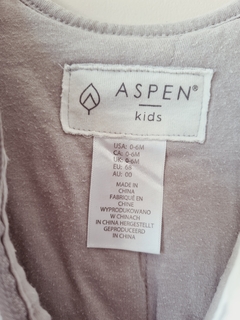 ASPEN®
kids
USA: 0-6M
CA: 0-6M
UK: 0-6M
EU: 66
AU: 00
MADE IN
CHINA
FABRIQUÉ EN
CHINE
WYPRODUKOWANO
W CHINACH
IN CHINA HERGESTELLT
GEPRODUCEERD
IN CHINA